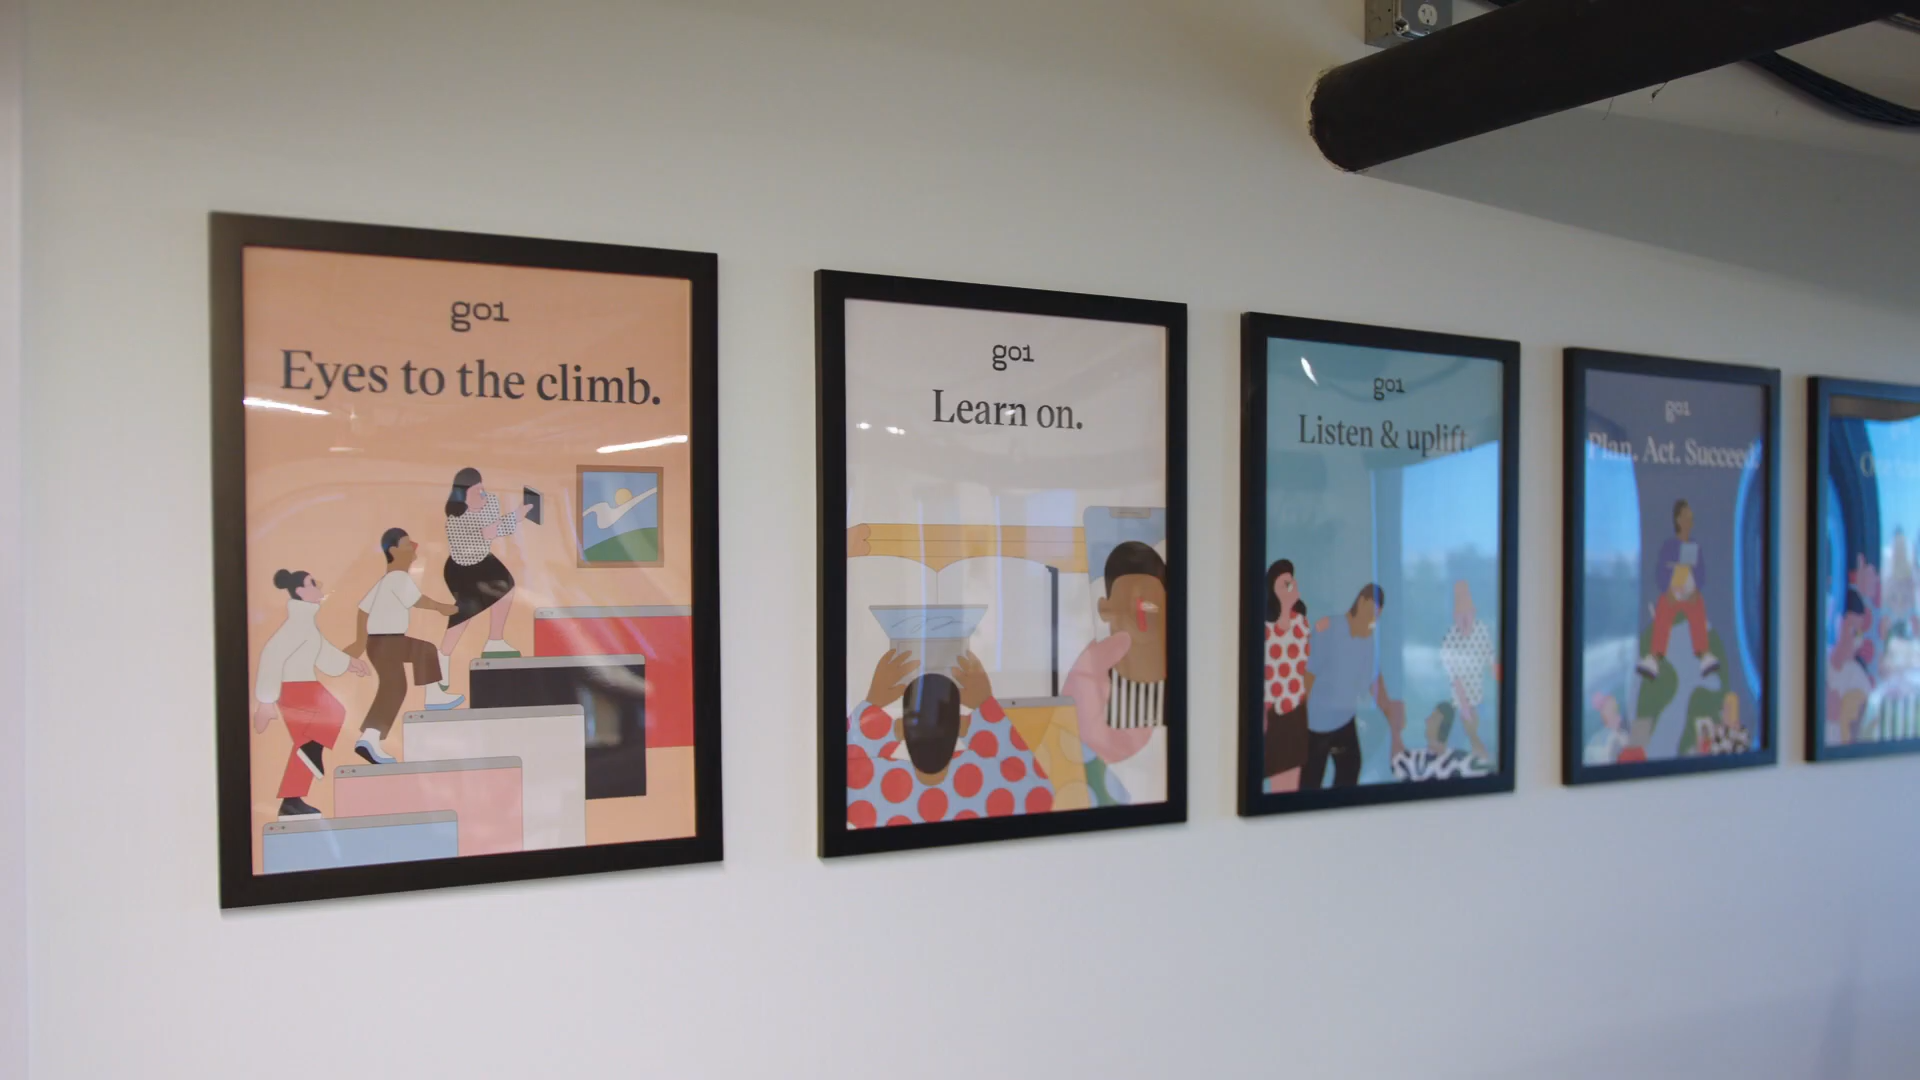 go1
Eyes to the climb.
go1
Learn on.
go1
Listen & uplift.
go1
Plan. Act. Succeed.